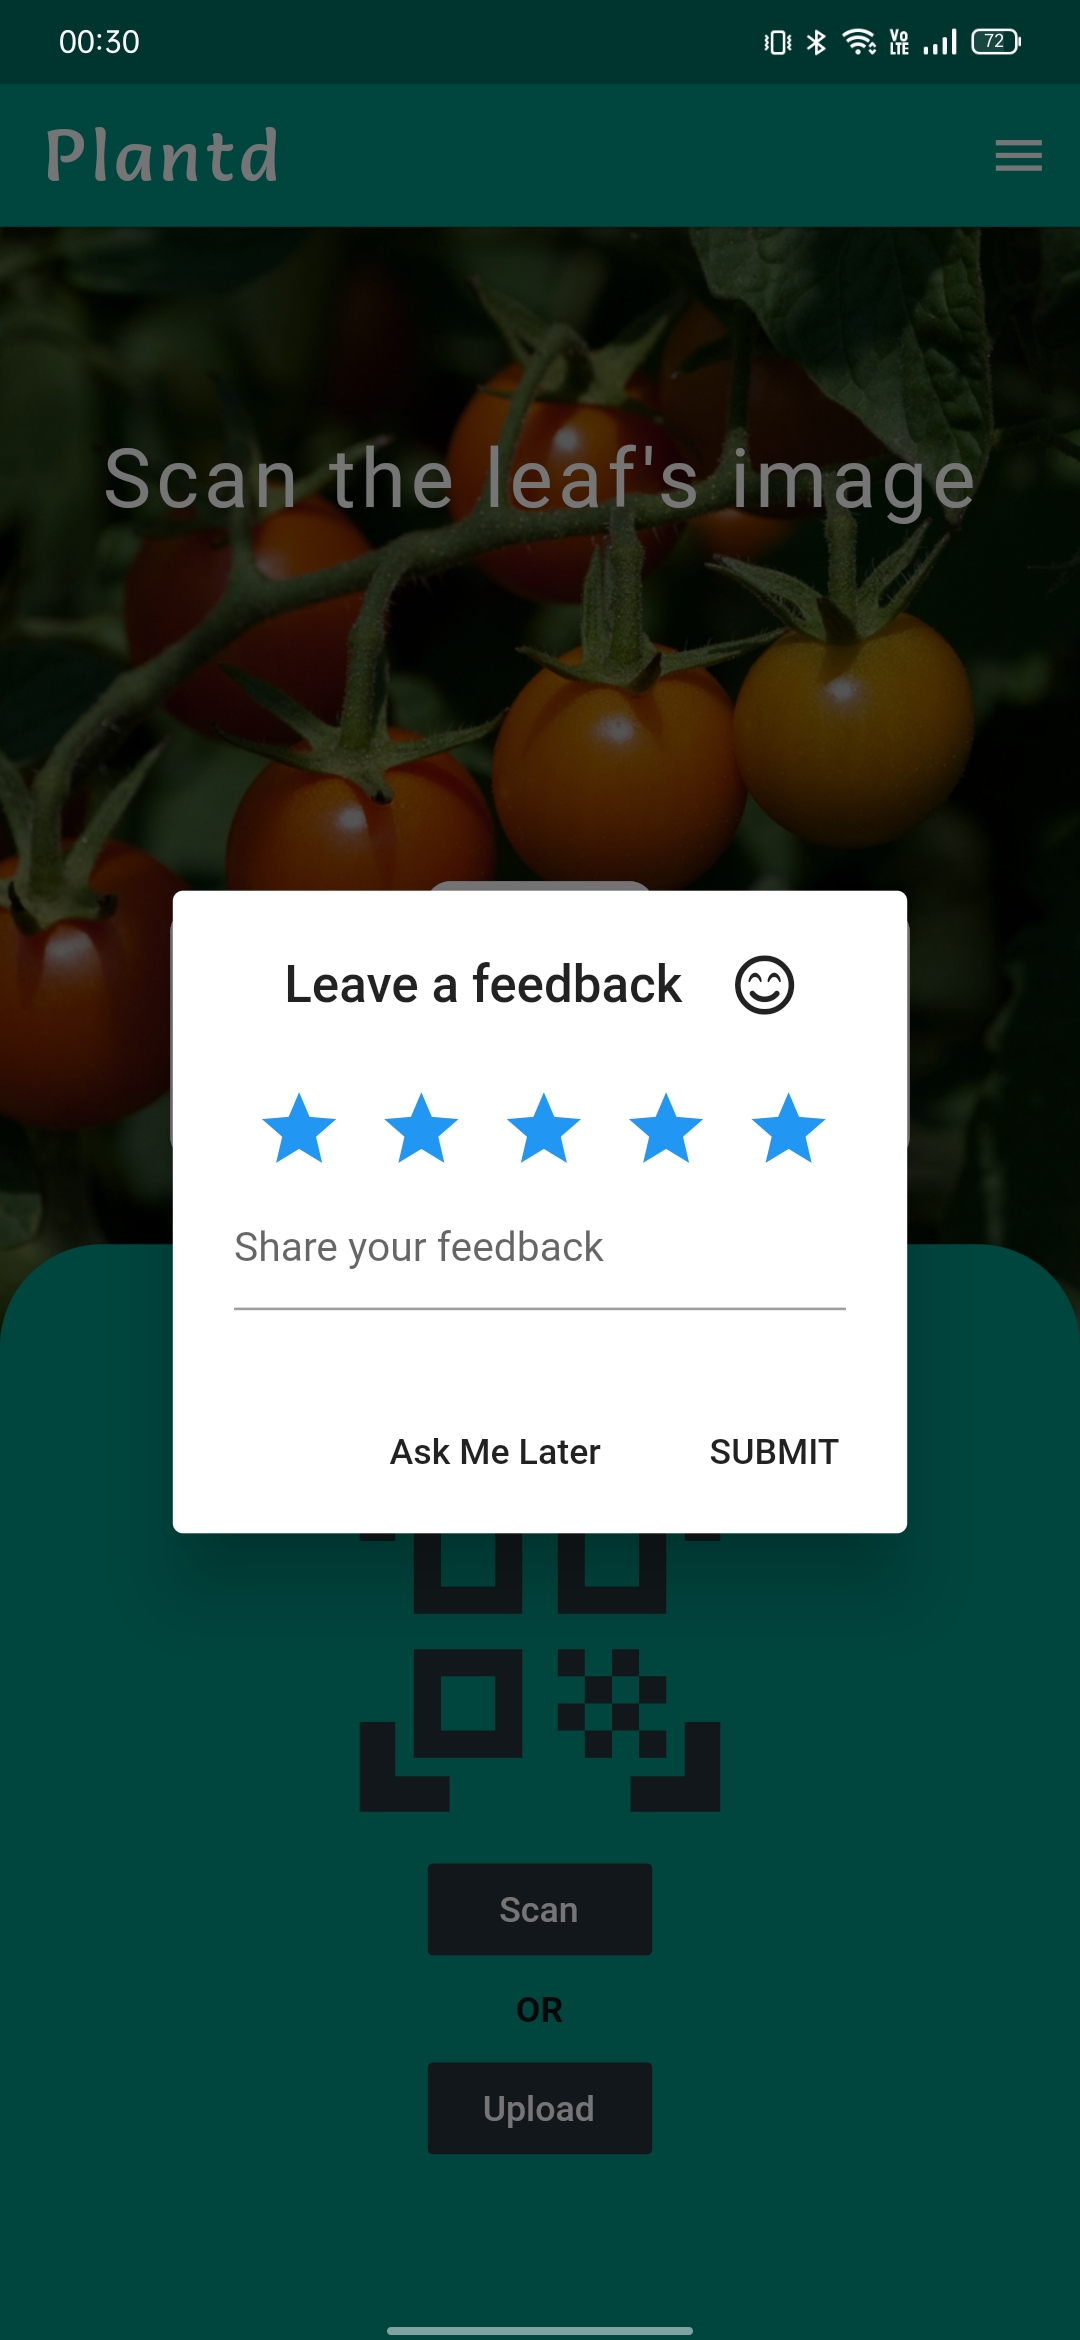 00:30
Vo
LTE
72
Plantd
Scan the leaf's image
Leave a feedback
Share your feedback
Ask Me Later SUBMIT
Scan
OR
Upload